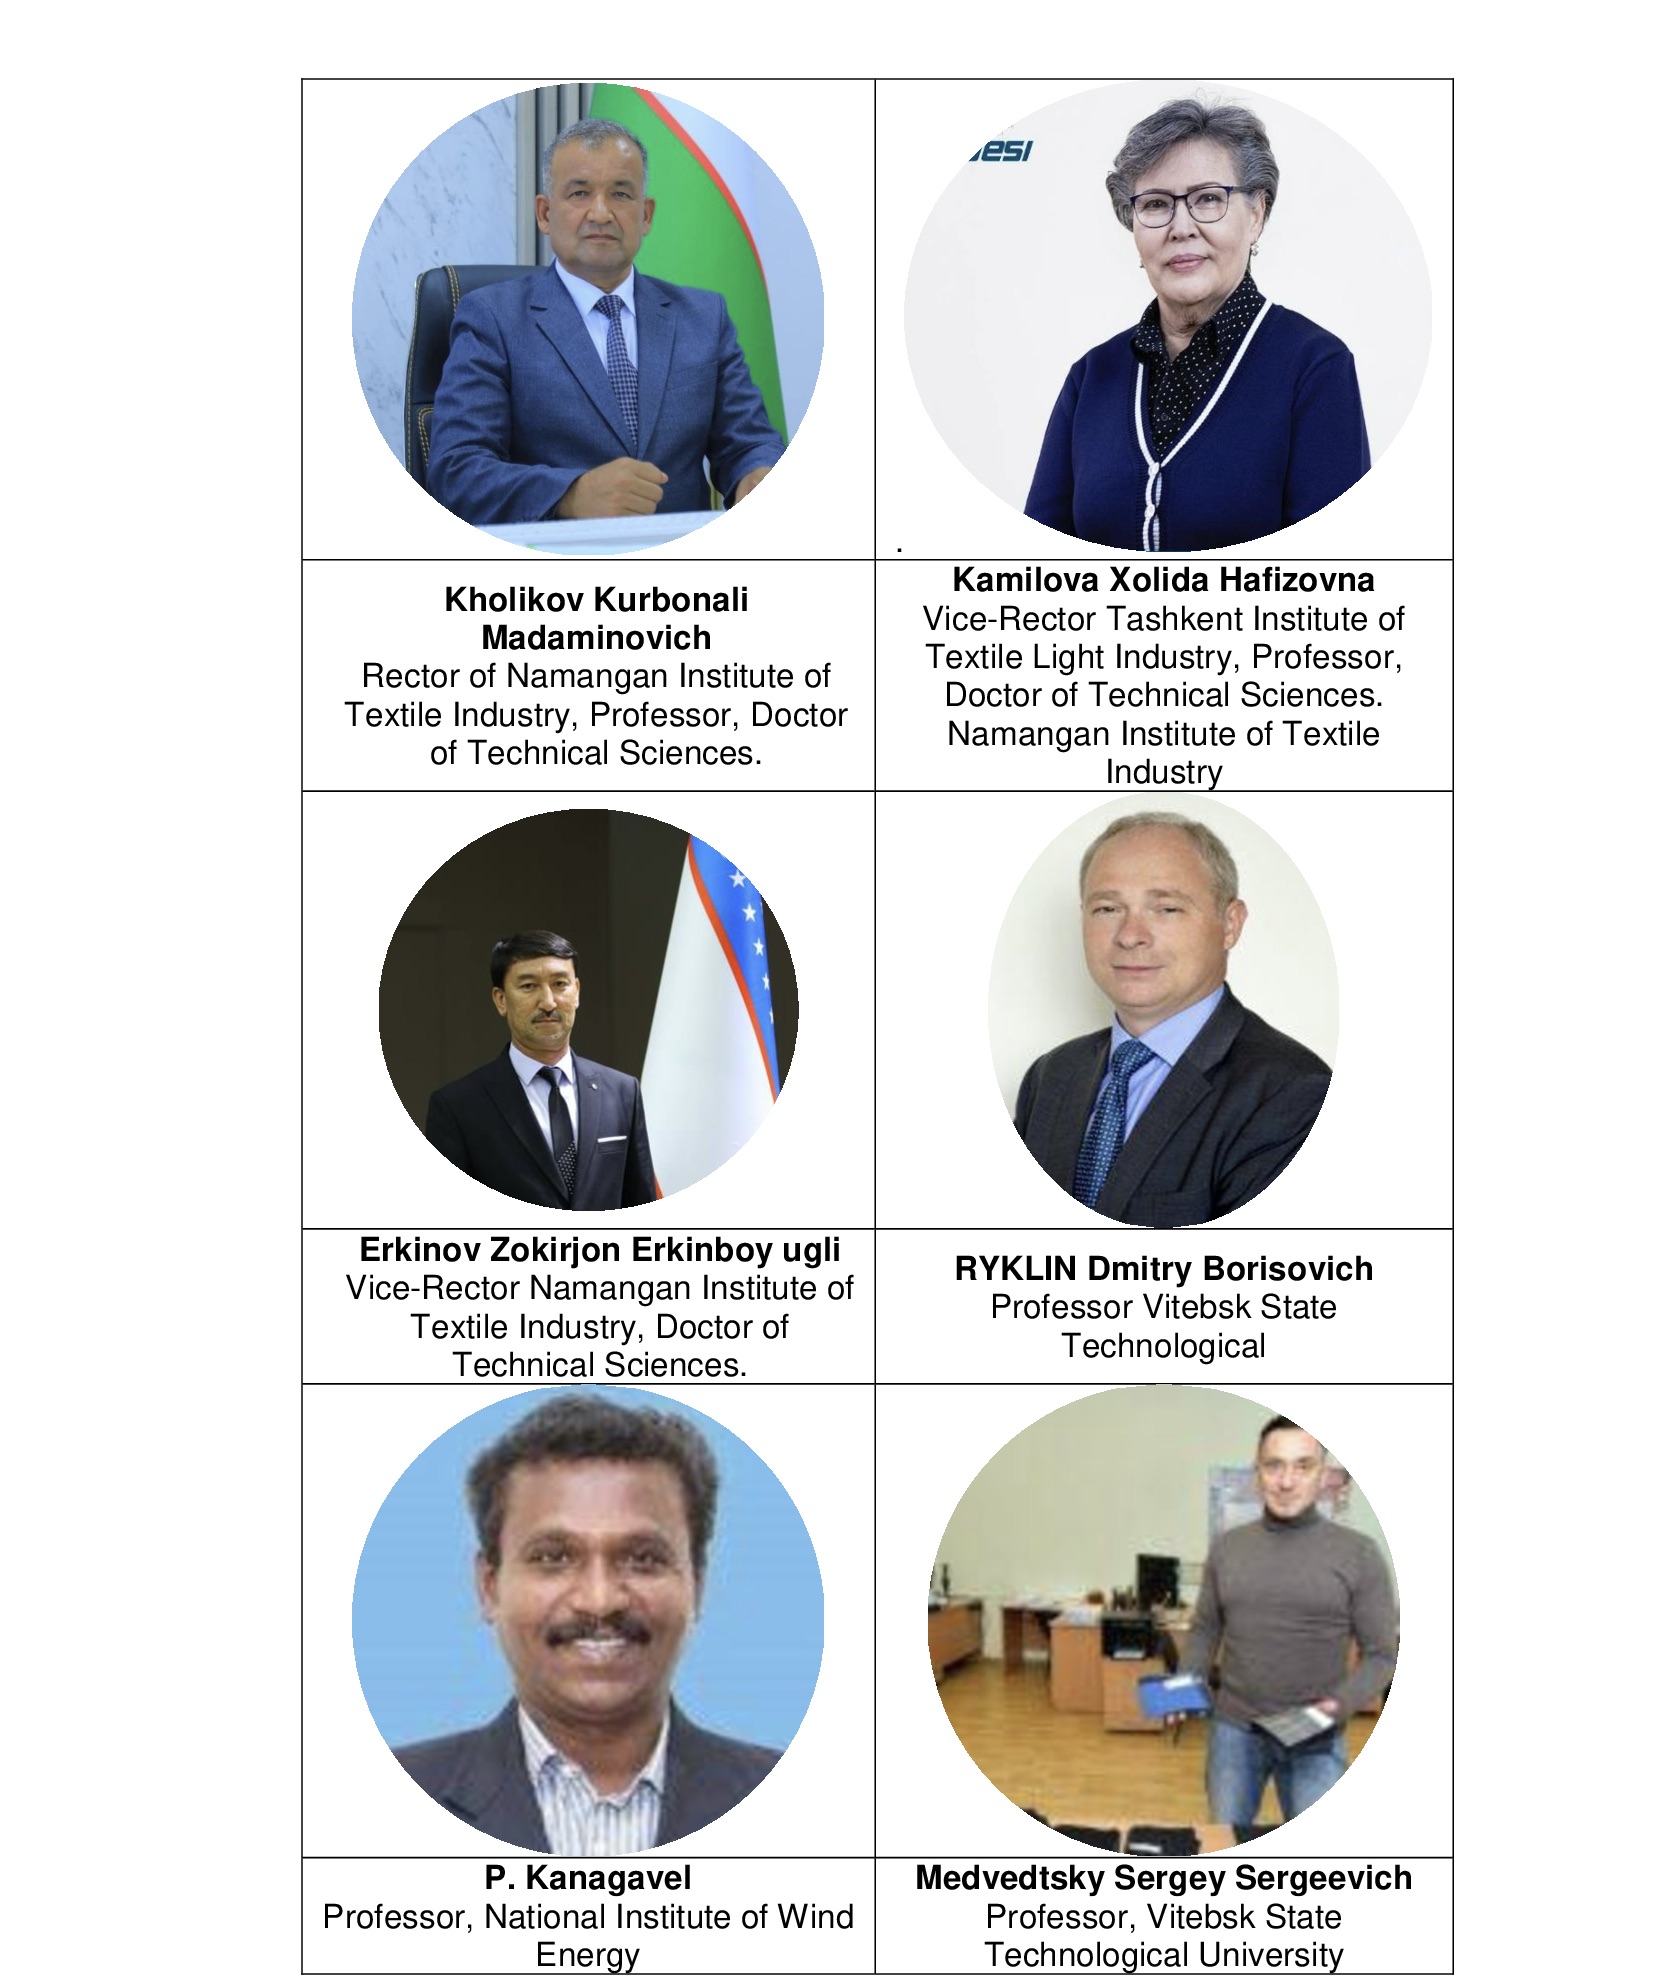 esi
.
Kholikov Kurbonali
Madaminovich
Rector of Namangan Institute of
Textile Industry, Professor, Doctor
of Technical Sciences.
Kamilova Xolida Hafizovna
Vice-Rector Tashkent Institute of
Textile Light Industry, Professor,
Doctor of Technical Sciences.
Namangan Institute of Textile
Industry
Erkinov Zokirjon Erkinboy ugli
Vice-Rector Namangan Institute of
Textile Industry, Doctor of
Technical Sciences.
RYKLIN Dmitry Borisovich
Professor Vitebsk State
Technological
P. Kanagavel
Professor, National Institute of Wind
Energy
Medvedtsky Sergey Sergeevich
Professor, Vitebsk State
Technological University